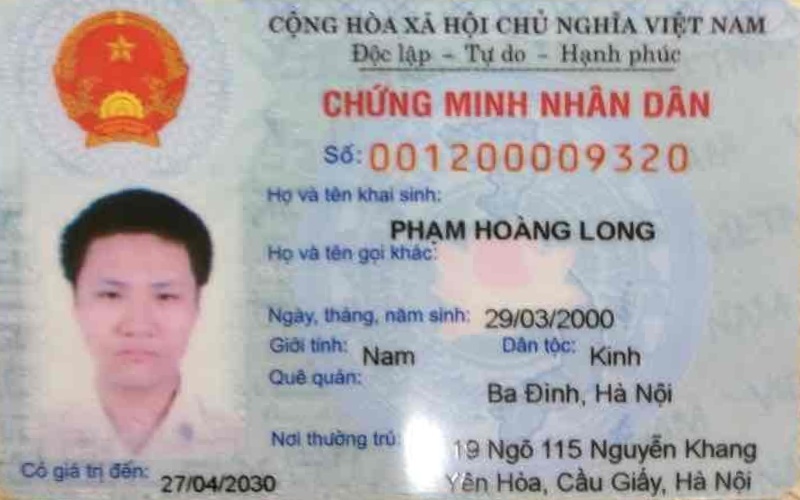 CỘNG HÒA XÃ HỘI CHỦ NGHĨA VIỆT NAM
Độc lập - Tự do - Hạnh phúc
CHỨNG MINH NHÂN DÂN
Số: 001200009320
Họ và tên khai sinh:
PHẠM HOÀNG LONG
Họ và tên gọi khác:
Ngày, tháng, năm sinh: 29/03/2000
Giới tính: Nam Dân tộc: Kinh
Quê quán:
Ba Đình, Hà Nội
Nơi thường trú: 19 Ngõ 115 Nguyễn Khang
Yên Hòa, Cầu Giấy, Hà Nội
Có giá trị đến: 27/04/2030